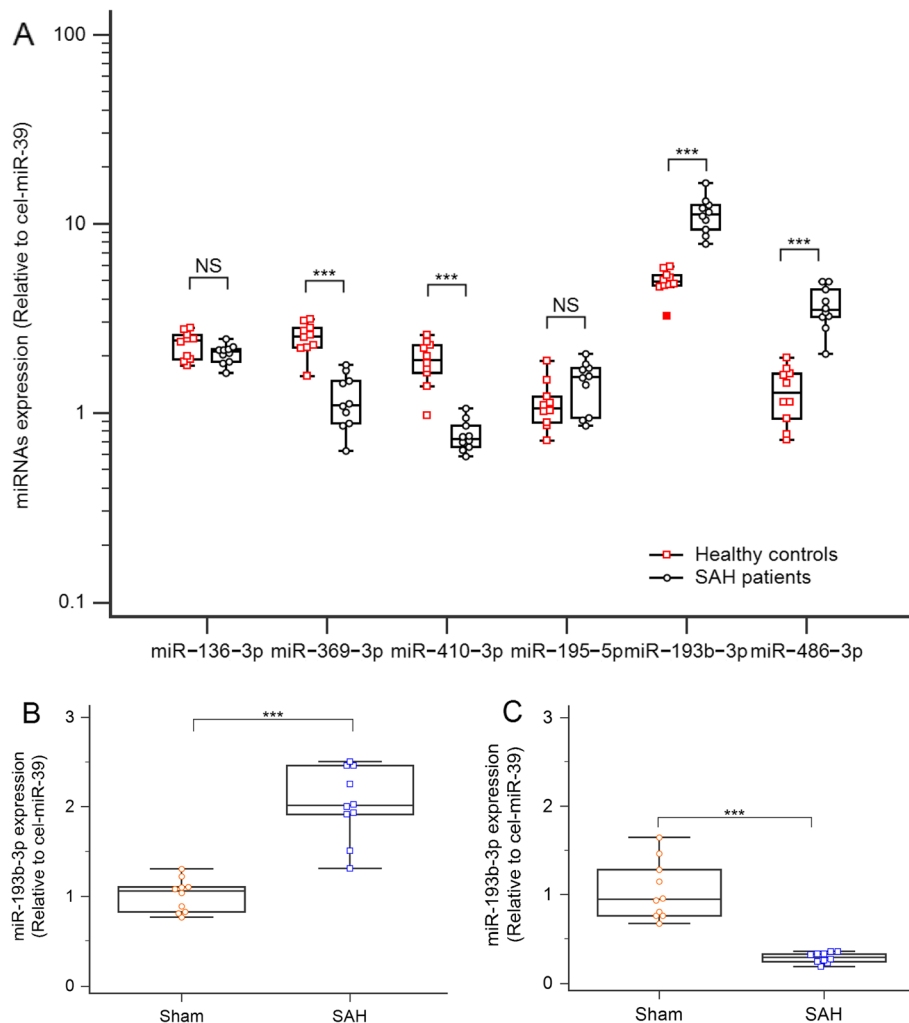 A
miRNAs expression (Relative to cel-miR-39)
100
10
1
0.1
NS
***
***
NS
***
***
Healthy controls
SAH patients
miR−136−3p miR−369−3p miR−410−3p miR−195−5p miR−193b−3p miR−486−3p
B
miR-193b-3p expression
(Relative to cel-miR-39)
3
2
1
0
***
Sham SAH
C
miR-193b-3p expression
(Relative to cel-miR-39)
3
2
1
0
***
Sham SAH